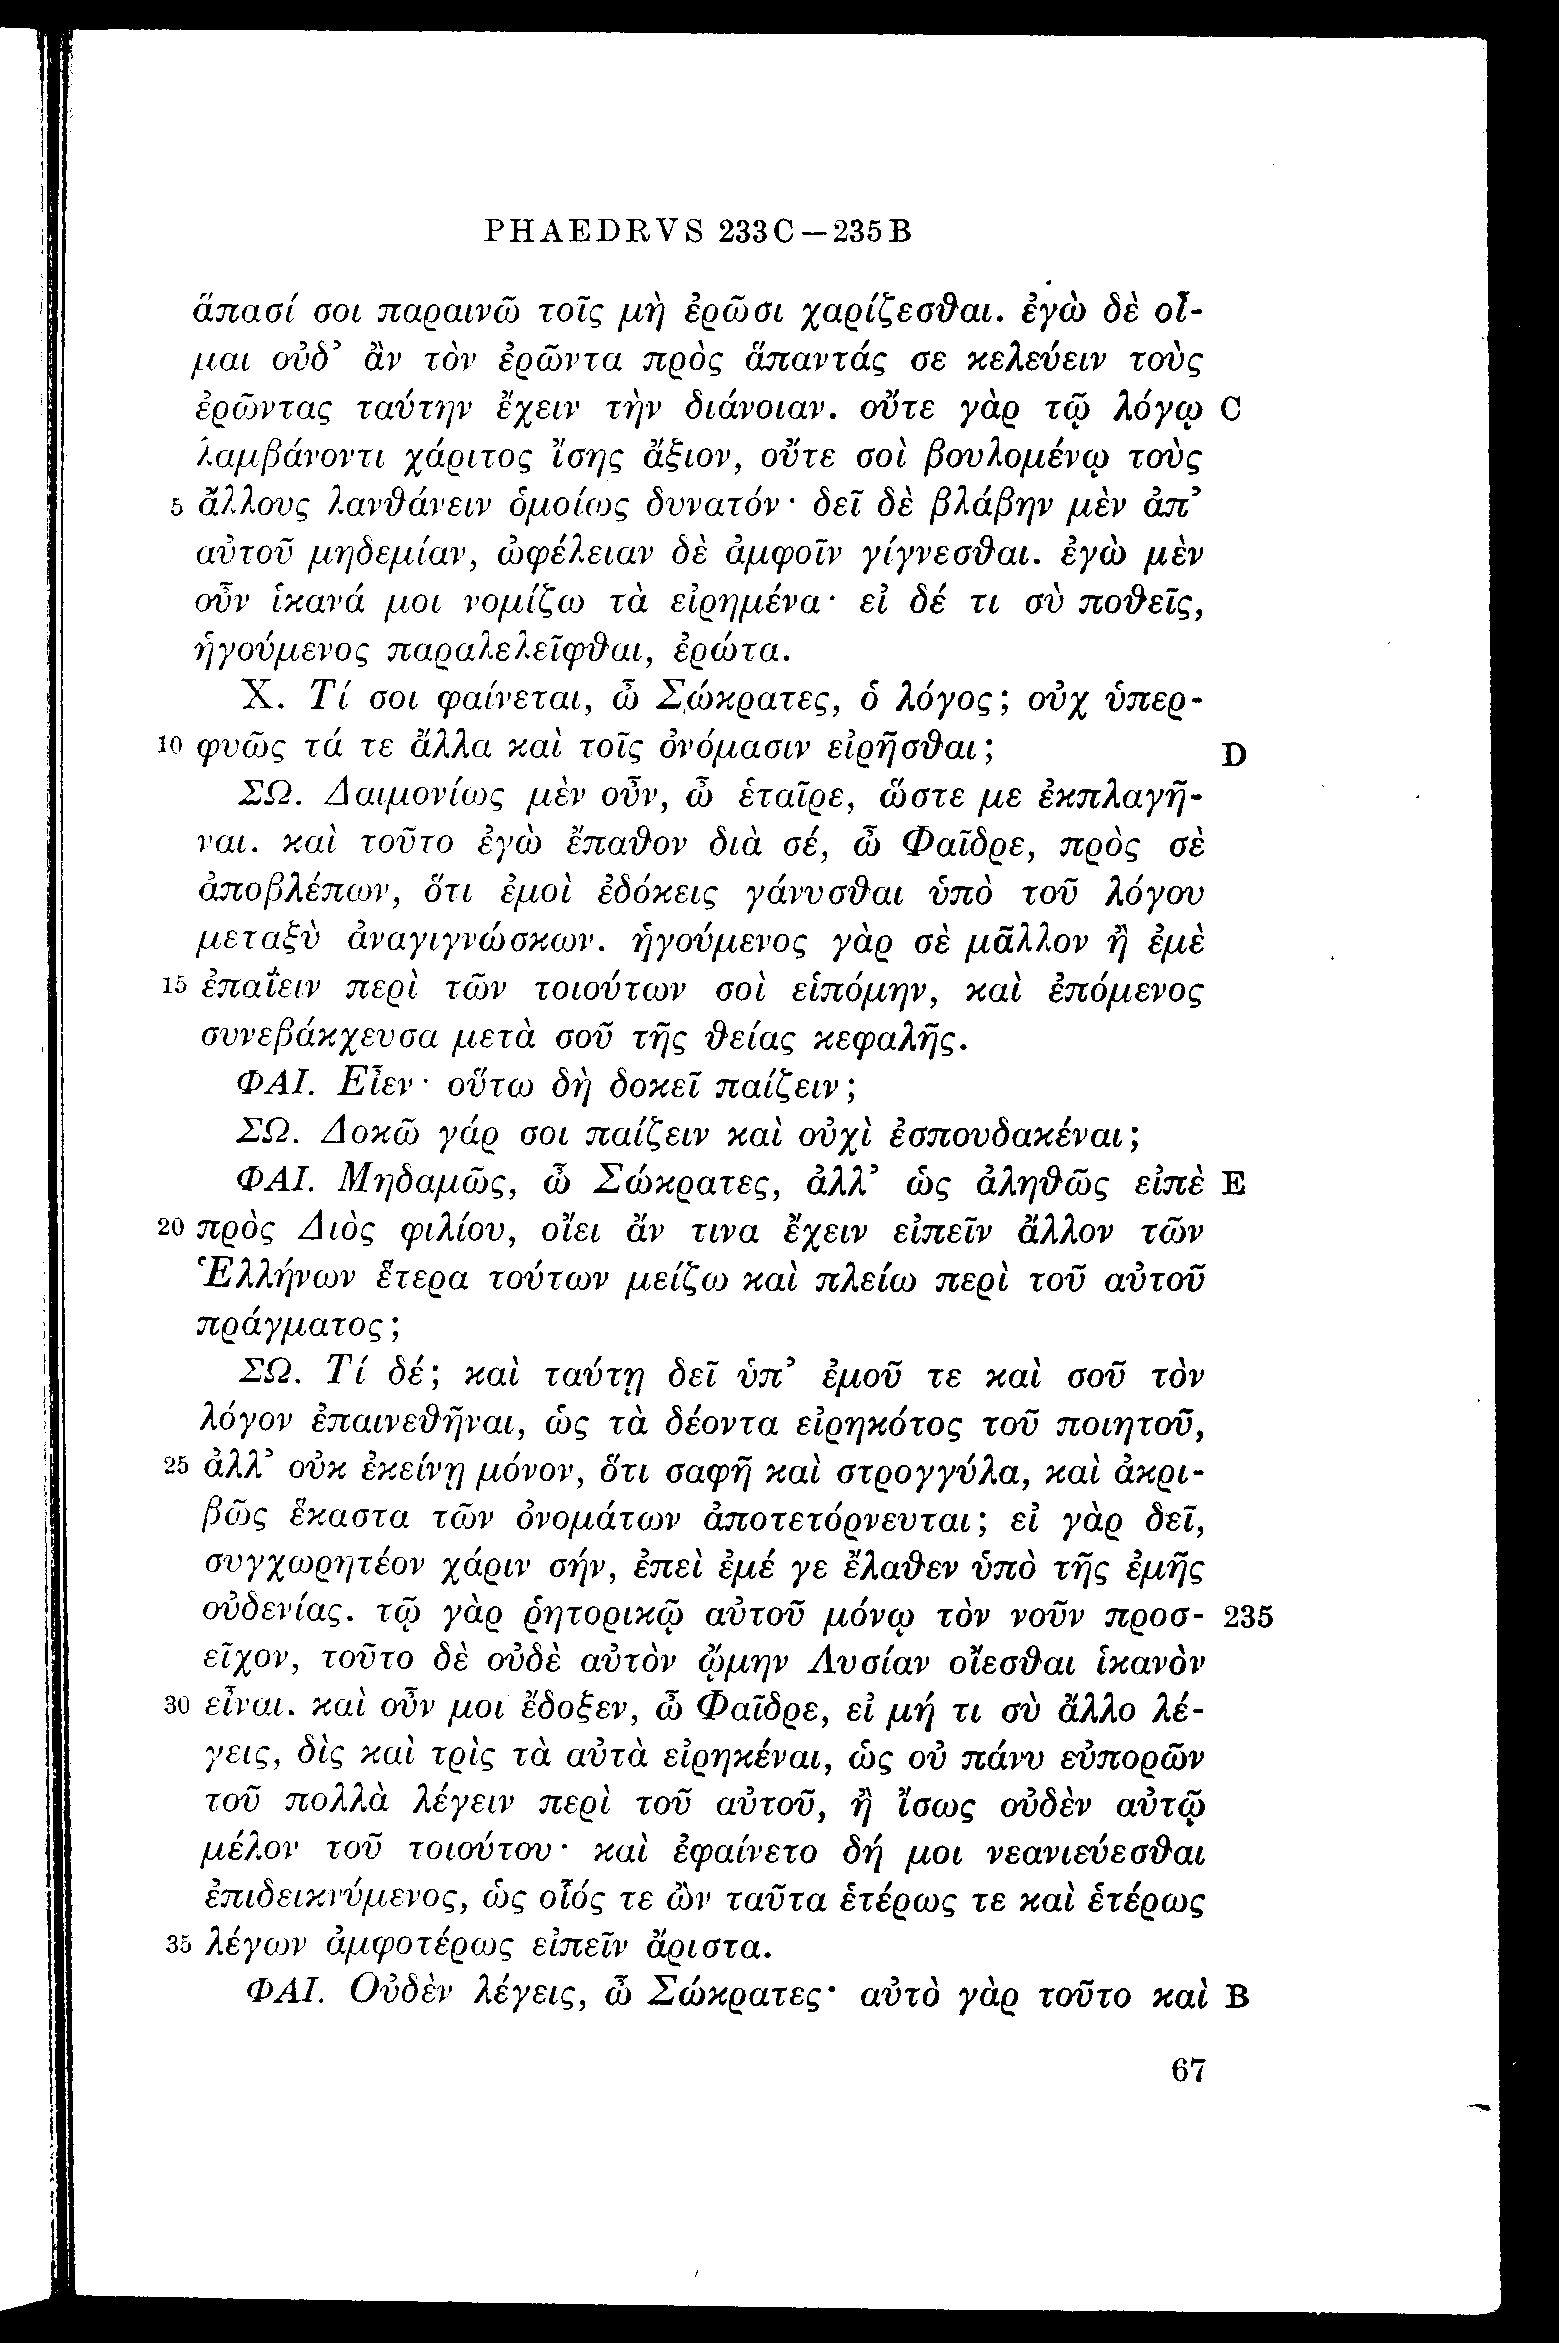 PHAEDRVS 233C—235B
ἅπασί σοι παραινῶ τοῖς μὴ ἐρῶσι χαρίζεσθαι. ἐγὼ δὲ οἶ-
μαι οὐδ’ ἂν τὸν ἐρῶντα πρὸς ἅπαντάς σε κελεύειν τοὺς
ἐρῶντας ταύτην ἔχειν τὴν διάνοιαν. οὔτε γὰρ τῷ λόγῳ C
λαμβάνοντι χάριτος ἴσης ἄξιον, οὔτε σοὶ βουλομένῳ τοὺς
5 ἄλλους λανθάνειν ὁμοίως δυνατόν· δεῖ δὲ βλάβην μὲν ἀπ’
αὐτοῦ μηδεμίαν, ὠφέλειαν δὲ ἀμφοῖν γίγνεσθαι. ἐγὼ μὲν
οὖν ἱκανά μοι νομίζω τὰ εἰρημένα· εἰ δέ τι σὺ ποθεῖς,
ἡγούμενος παραλελεῖφθαι, ἐρώτα.
X. Τί σοι φαίνεται, ὦ Σώκρατες, ὁ λόγος; οὐχ ὑπερ-
10 φυῶς τά τε ἄλλα καὶ τοῖς ὀνόμασιν εἰρῆσθαι; D
ΣΩ. Δαιμονίως μὲν οὖν, ὦ ἑταῖρε, ὥστε με ἐκπλαγῆ-
ναι. καὶ τοῦτο ἐγὼ ἔπαθον διὰ σέ, ὦ Φαῖδρε, πρὸς σὲ
ἀποβλέπων, ὅτι ἐμοὶ ἐδόκεις γάνυσθαι ὑπὸ τοῦ λόγου
μεταξὺ ἀναγιγνώσκων. ἡγούμενος γὰρ σὲ μᾶλλον ἢ ἐμὲ
15 ἐπαΐειν περὶ τῶν τοιούτων σοὶ εἱπόμην, καὶ ἑπόμενος
συνεβάκχευσα μετὰ σοῦ τῆς θείας κεφαλῆς.
ΦΑΙ. Εἶεν· οὕτω δὴ δοκεῖ παίζειν;
ΣΩ. Δοκῶ γάρ σοι παίζειν καὶ οὐχὶ ἐσπουδακέναι;
ΦΑΙ. Μηδαμῶς, ὦ Σώκρατες, ἀλλ’ ὡς ἀληθῶς εἰπὲ E
20 πρὸς Διὸς φιλίου, οἴει ἄν τινα ἔχειν εἰπεῖν ἄλλον τῶν
Ἑλλήνων ἕτερα τούτων μείζω καὶ πλείω περὶ τοῦ αὐτοῦ
πράγματος;
ΣΩ. Τί δέ; καὶ ταύτῃ δεῖ ὑπ’ ἐμοῦ τε καὶ σοῦ τὸν
λόγον ἐπαινεθῆναι, ὡς τὰ δέοντα εἰρηκότος τοῦ ποιητοῦ,
25 ἀλλ’ οὐκ ἐκείνῃ μόνον, ὅτι σαφῆ καὶ στρογγύλα, καὶ ἀκρι-
βῶς ἕκαστα τῶν ὀνομάτων ἀποτετόρνευται; εἰ γὰρ δεῖ,
συγχωρητέον χάριν σήν, ἐπεὶ ἐμέ γε ἔλαθεν ὑπὸ τῆς ἐμῆς
οὐδενίας. τῷ γὰρ ῥητορικῷ αὐτοῦ μόνῳ τὸν νοῦν προσ- 235
εῖχον, τοῦτο δὲ οὐδὲ αὐτὸν ᾤμην Λυσίαν οἴεσθαι ἱκανὸν
30 εἶναι. καὶ οὖν μοι ἔδοξεν, ὦ Φαῖδρε, εἰ μή τι σὺ ἄλλο λέ-
γεις, δὶς καὶ τρὶς τὰ αὐτὰ εἰρηκέναι, ὡς οὐ πάνυ εὐπορῶν
τοῦ πολλὰ λέγειν περὶ τοῦ αὐτοῦ, ἢ ἴσως οὐδὲν αὐτῷ
μέλον τοῦ τοιούτου· καὶ ἐφαίνετο δή μοι νεανιεύεσθαι
ἐπιδεικνύμενος, ὡς οἷός τε ὢν ταῦτα ἑτέρως τε καὶ ἑτέρως
35 λέγων ἀμφοτέρως εἰπεῖν ἄριστα.
ΦΑΙ. Οὐδὲν λέγεις, ὦ Σώκρατες· αὐτὸ γὰρ τοῦτο καὶ B
67